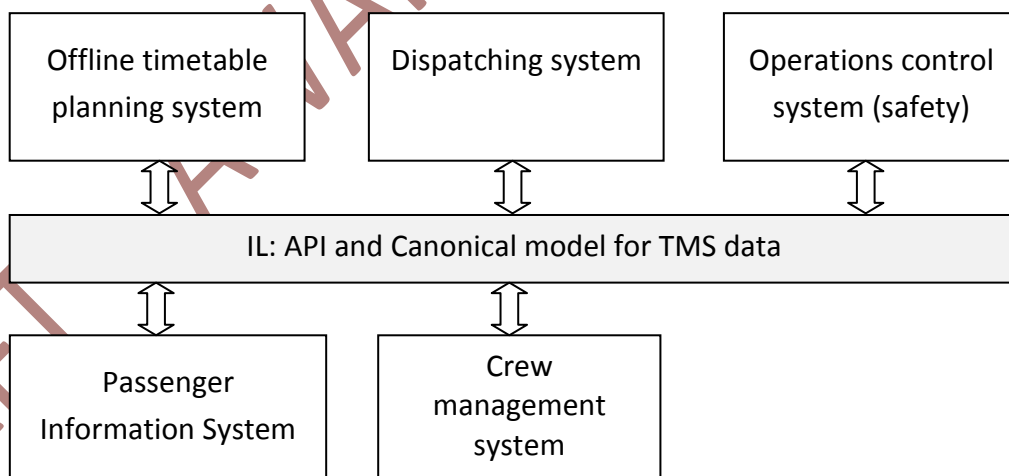 Offline timetable
planning system
Dispatching system
Operations control
system (safety)
IL: API and Canonical model for TMS data
Passenger
Information System
Crew
management
system